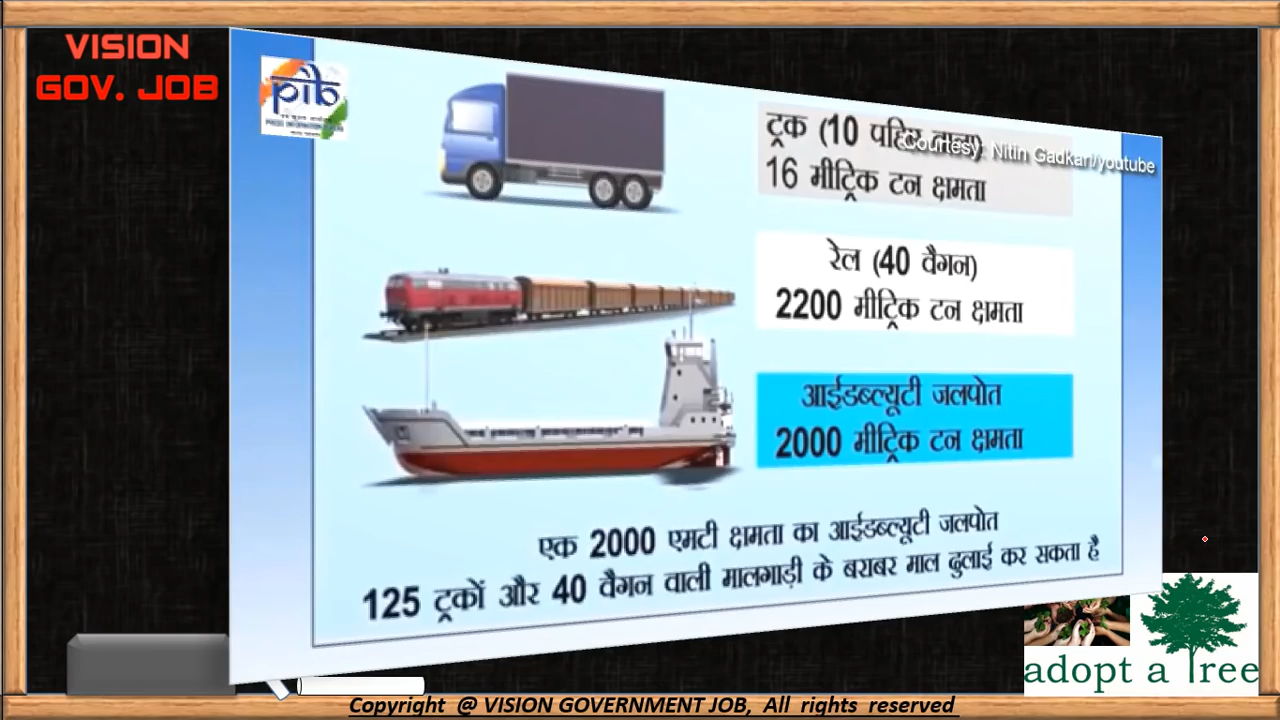 VISION
GOV. JOB
pib
ट्रक (10
Courtesy: Nitin Gadkari/youtube
16 मीट्रिक टन क्षमता
रेल (40 वैगन)
2200 मीट्रिक टन क्षमता
आईडब्ल्यूटी जलपोत
2000 मीट्रिक टन क्षमता
एक 2000 एमटी क्षमता का आईडब्ल्यूटी जलपोत
125 ट्रकों और 40 वैगन वाली मालगाड़ी के बराबर माल ढुलाई कर सकता है
adopt a Tree
Copyright @ VISION GOVERNMENT JOB, All rights reserved